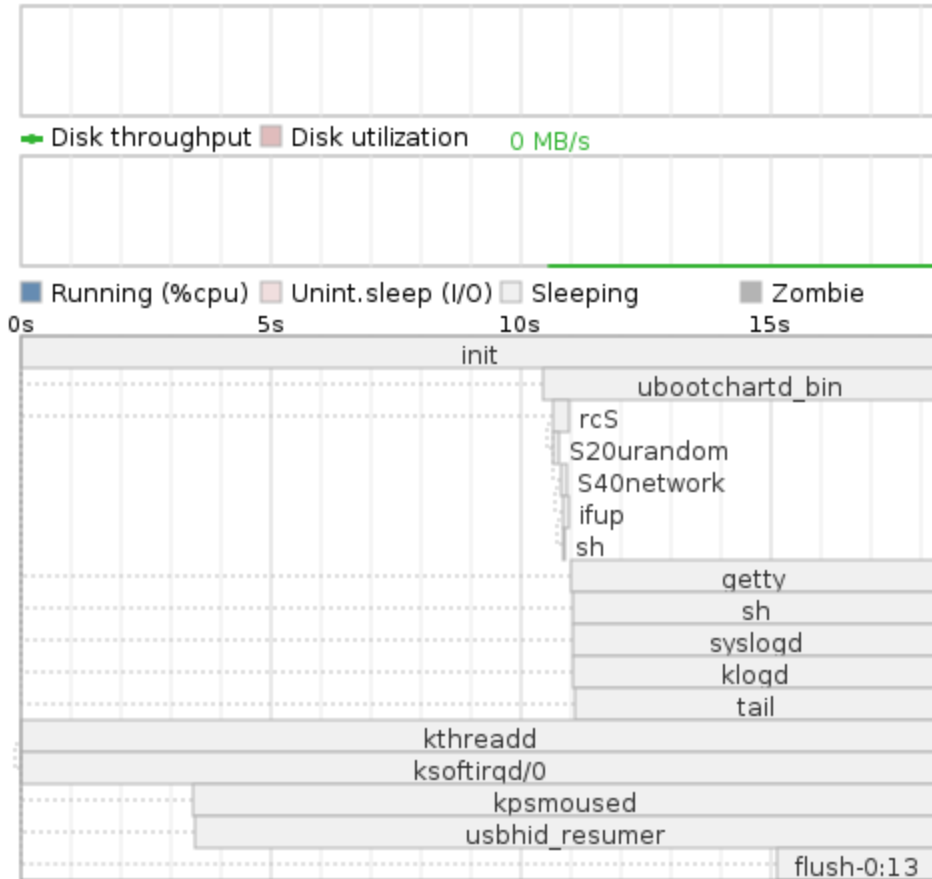 Disk throughput Disk utilization 0 MB/s
Running (%cpu) Unint.sleep (I/O) Sleeping Zombie
0s 5s 10s 15s
init
ubootchartd_bin
rcS
S20urandom
S40network
ifup
sh
getty
sh
syslogd
klogd
tail
kthreadd
ksoftirqd/0
kpsmoused
usbhid_resumer
flush-0:13